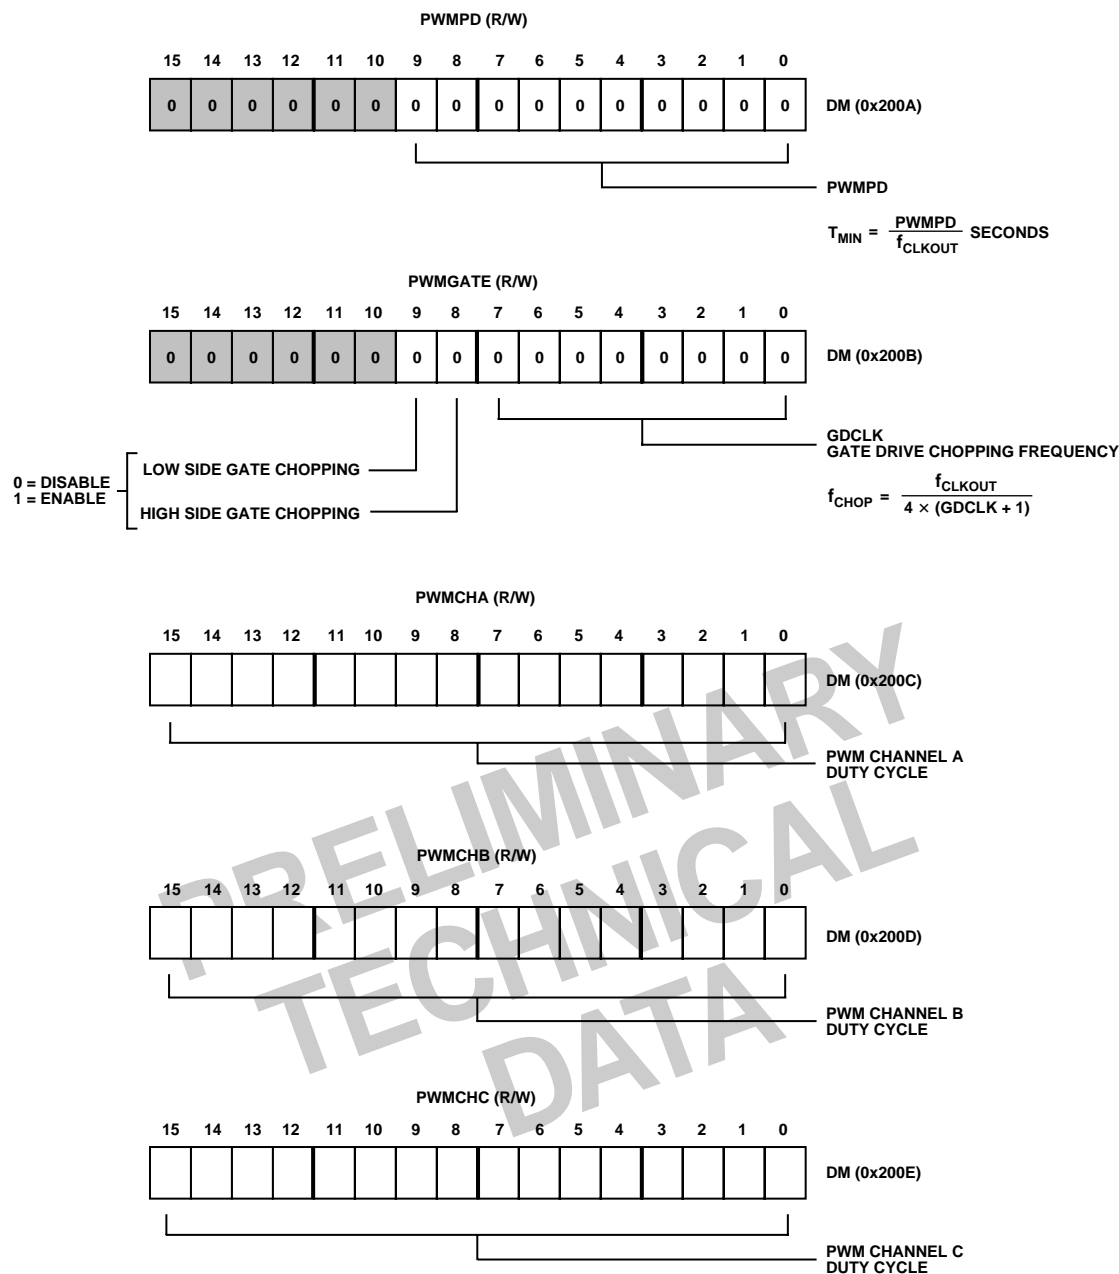 PWMPD (R/W)
15 14 13 12 11 10 9 8 7 6 5 4 3 2 1 0
0 0 0 0 0 0 0 0 0 0 0 0 0 0 0 0 DM (0x200A)
PWMPD
T_MIN = PWMPD / f_CLKOUT SECONDS
PWMGATE (R/W)
15 14 13 12 11 10 9 8 7 6 5 4 3 2 1 0
0 0 0 0 0 0 0 0 0 0 0 0 0 0 0 0 DM (0x200B)
GDCLK
GATE DRIVE CHOPPING FREQUENCY
LOW SIDE GATE CHOPPING
0 = DISABLE
1 = ENABLE
HIGH SIDE GATE CHOPPING
f_CHOP = f_CLKOUT / 4 × (GDCLK + 1)
PWMCHA (R/W)
15 14 13 12 11 10 9 8 7 6 5 4 3 2 1 0
DM (0x200C)
PWM CHANNEL A
DUTY CYCLE
PRELIMINARY
TECHNICAL
DATA
PWMCHB (R/W)
15 14 13 12 11 10 9 8 7 6 5 4 3 2 1 0
DM (0x200D)
PWM CHANNEL B
DUTY CYCLE
PWMCHC (R/W)
15 14 13 12 11 10 9 8 7 6 5 4 3 2 1 0
DM (0x200E)
PWM CHANNEL C
DUTY CYCLE